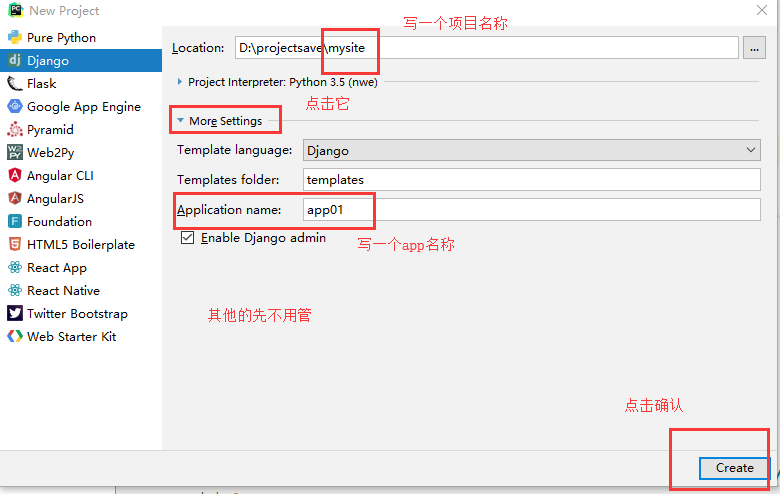 New Project
写一个项目名称
Pure Python
Django
Flask
Google App Engine
Pyramid
Web2Py
Angular CLI
AngularJS
Foundation
HTML5 Boilerplate
React App
React Native
Twitter Bootstrap
Web Starter Kit
Location: D:\projectsave\mysite ...
Project Interpreter: Python 3.5 (nwe)
点击它
More Settings
Template language: Django
Templates folder: templates
Application name: app01
Enable Django admin
写一个app名称
其他的先不用管
点击确认
Create